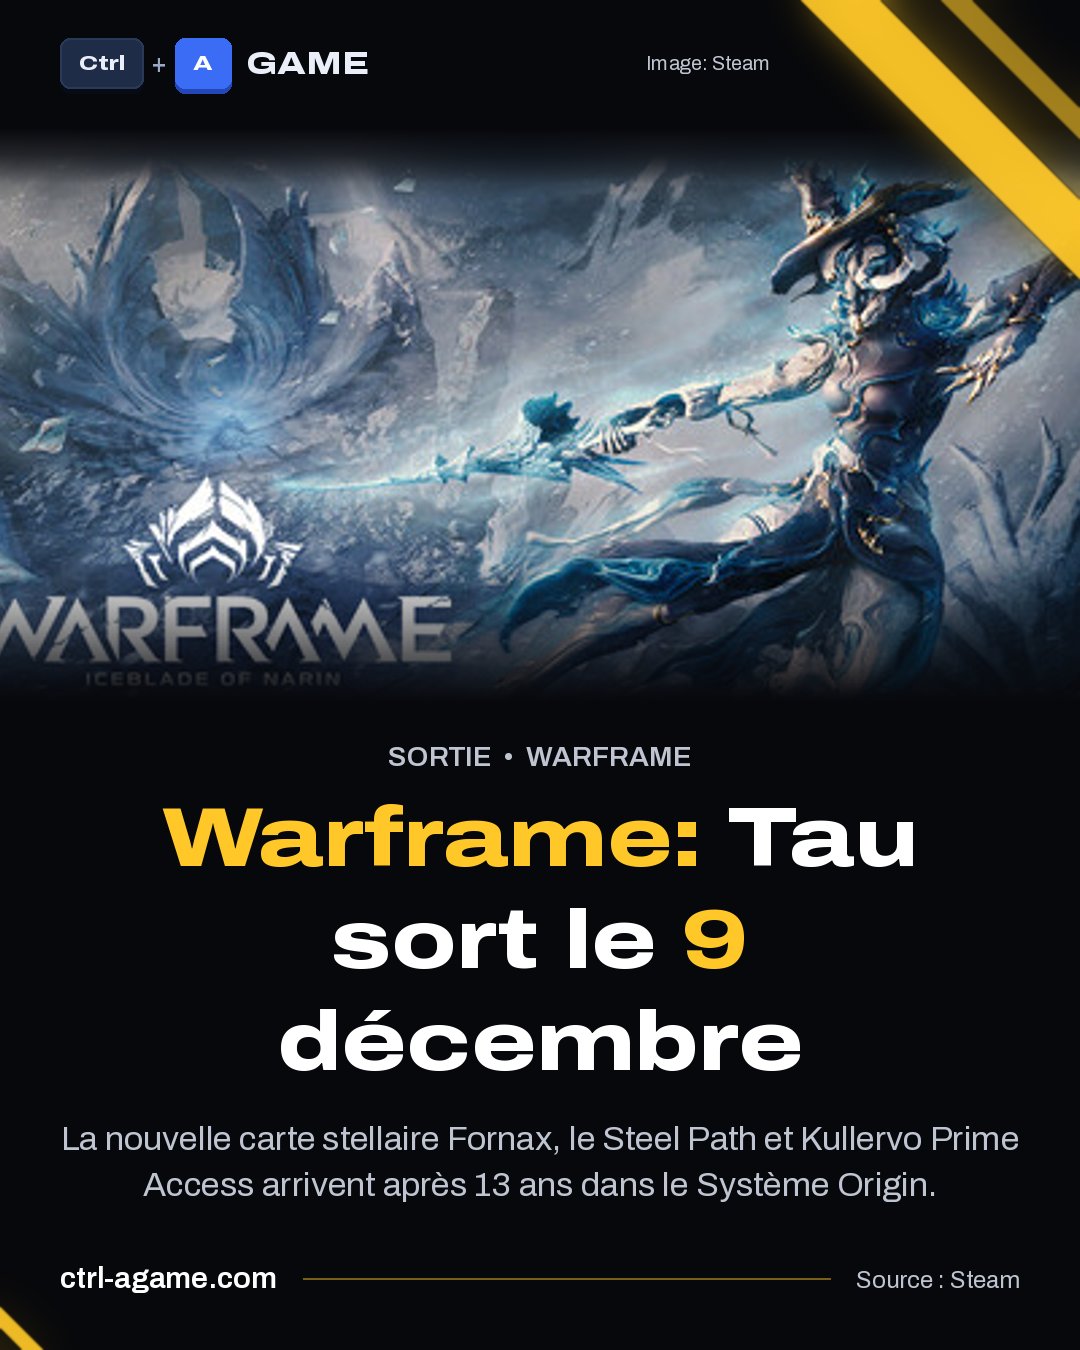 Ctrl + A GAME
Image: Steam
WARFRAME
ICEBLADE OF NARIN
SORTIE • WARFRAME
Warframe: Tau
sort le 9
décembre
La nouvelle carte stellaire Fornax, le Steel Path et Kullervo Prime
Access arrivent après 13 ans dans le Système Origin.
ctrl-agame.com
Source : Steam